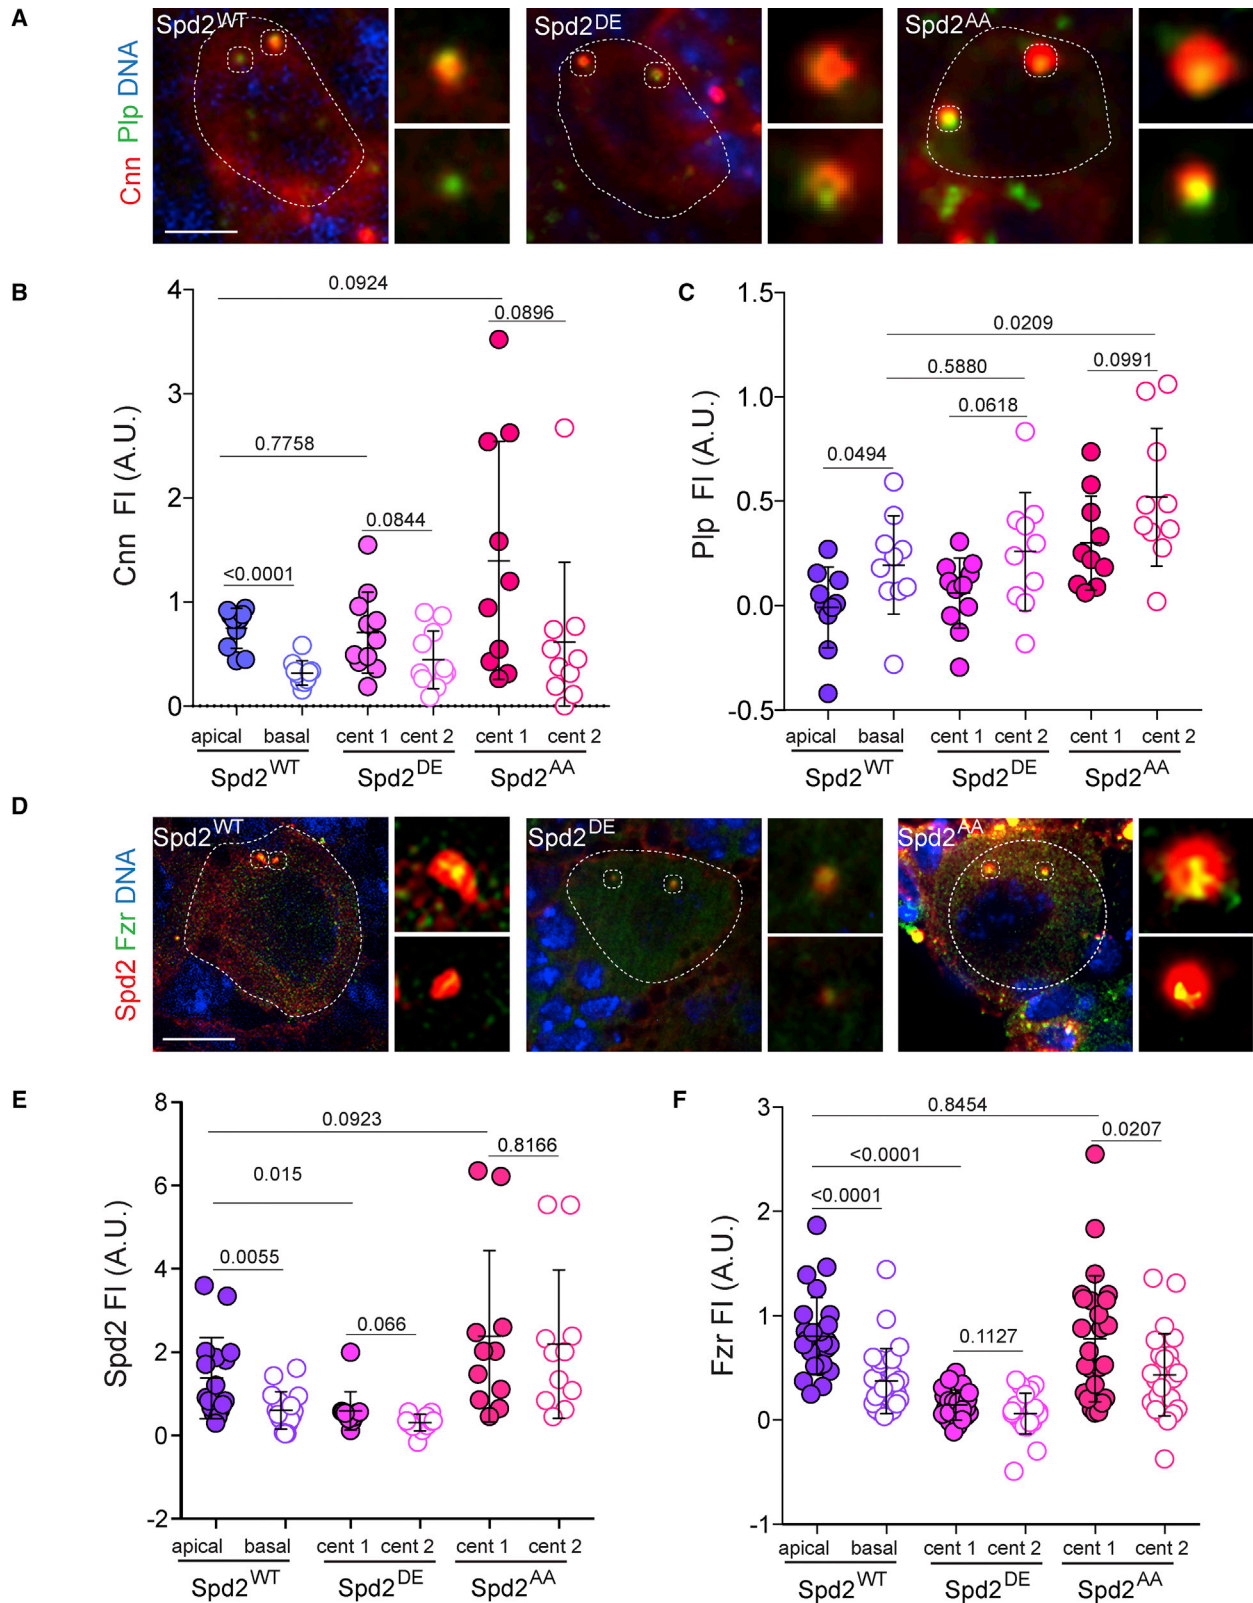 A
Cnn Plp DNA
Spd2WT
Spd2DE
Spd2AA
B
Cnn FI (A.U.)
4
3
2
1
0
0.0924
0.0896
0.7758
0.0844
<0.0001
apical basal cent 1 cent 2 cent 1 cent 2
Spd2WT Spd2DE Spd2AA
C
Plp FI (A.U.)
1.5
1.0
0.5
0.0
-0.5
0.0209
0.5880
0.0991
0.0618
0.0494
apical basal cent 1 cent 2 cent 1 cent 2
Spd2WT Spd2DE Spd2AA
D
Spd2 Fzr DNA
Spd2WT
Spd2DE
Spd2AA
E
Spd2 FI (A.U.)
8
6
4
2
0
-2
0.0923
0.8166
0.015
0.0055
0.066
apical basal cent 1 cent 2 cent 1 cent 2
Spd2WT Spd2DE Spd2AA
F
Fzr FI (A.U.)
3
2
1
0
-1
0.8454
0.0207
<0.0001
<0.0001
0.1127
apical basal cent 1 cent 2 cent 1 cent 2
Spd2WT Spd2DE Spd2AA